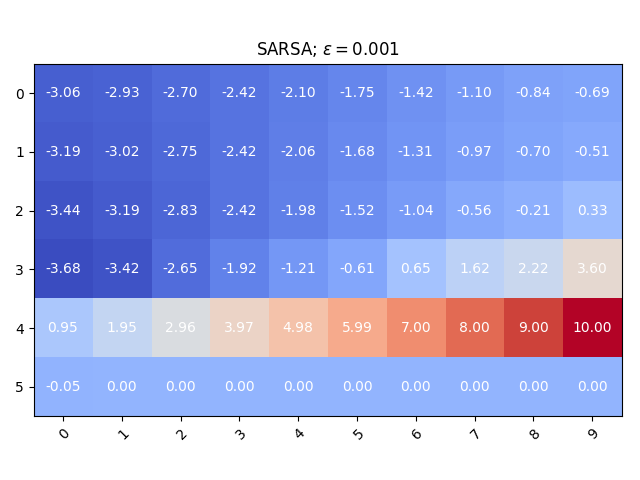 SARSA; ε = 0.001
0 -3.06 -2.93 -2.70 -2.42 -2.10 -1.75 -1.42 -1.10 -0.84 -0.69
1 -3.19 -3.02 -2.75 -2.42 -2.06 -1.68 -1.31 -0.97 -0.70 -0.51
2 -3.44 -3.19 -2.83 -2.42 -1.98 -1.52 -1.04 -0.56 -0.21 0.33
3 -3.68 -3.42 -2.65 -1.92 -1.21 -0.61 0.65 1.62 2.22 3.60
4 0.95 1.95 2.96 3.97 4.98 5.99 7.00 8.00 9.00 10.00
5 -0.05 0.00 0.00 0.00 0.00 0.00 0.00 0.00 0.00 0.00
0 1 2 3 4 5 6 7 8 9